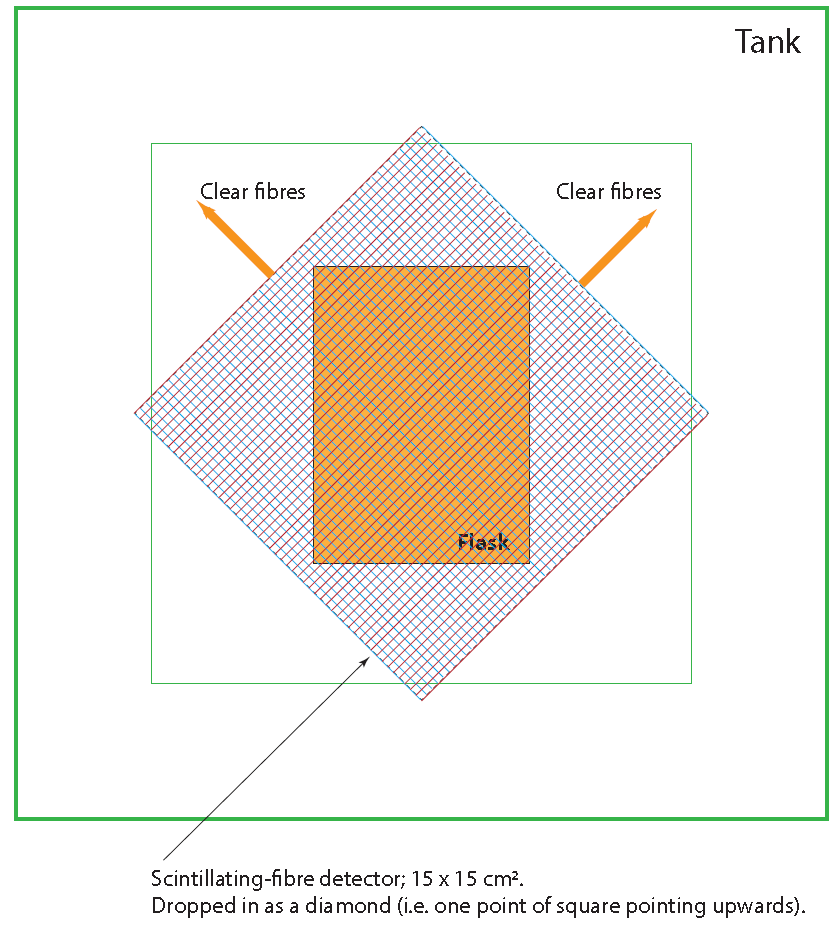 Tank
Clear fibres
Clear fibres
Flask
Scintillating-fibre detector; 15 x 15 cm².
Dropped in as a diamond (i.e. one point of square pointing upwards).